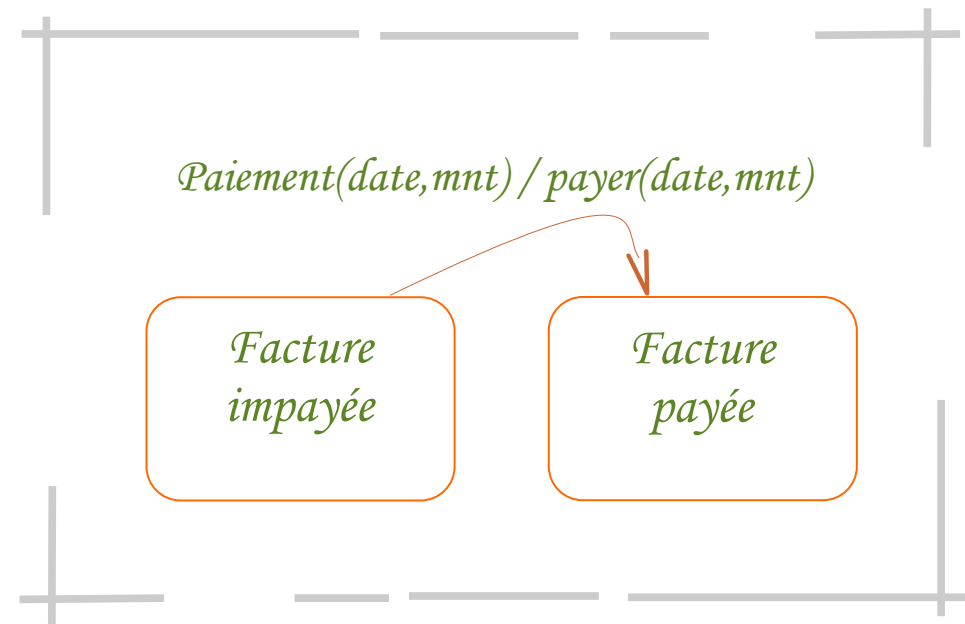 Paiement(date,mnt) / payer(date,mnt)
Facture
impayée
Facture
payée